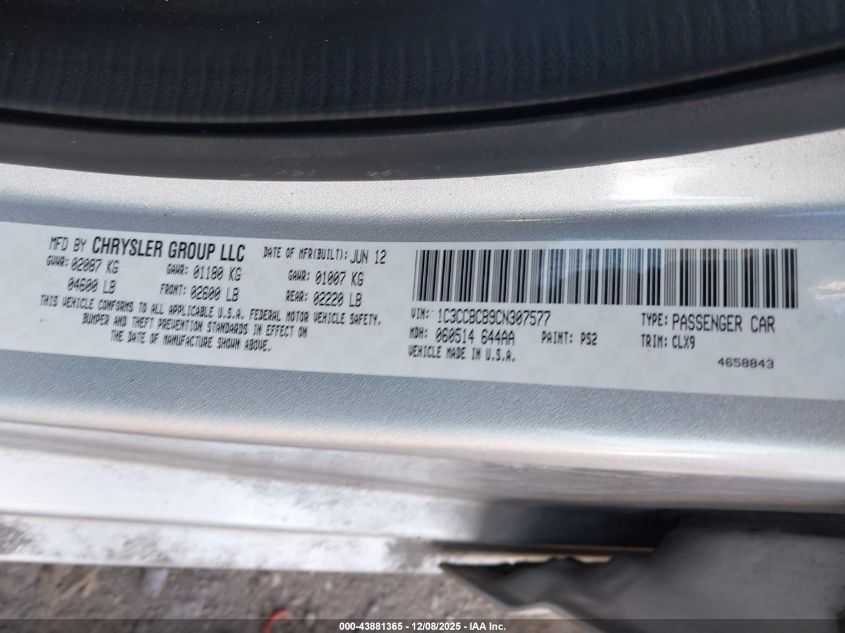 MFD BY CHRYSLER GROUP LLC DATE OF MFR(BUILT): JUN 12
GVWR: 02087 KG GAWR: 01180 KG GAWR: 01007 KG
04600 LB FRONT: 02600 LB REAR: 02220 LB
THIS VEHICLE CONFORMS TO ALL APPLICABLE U.S.A. FEDERAL MOTOR VEHICLE SAFETY,
BUMPER AND THEFT PREVENTION STANDARDS IN EFFECT ON
THE DATE OF MANUFACTURE SHOWN ABOVE.
VIN: 1C3CCBCB9CN307577 TYPE: PASSENGER CAR
MDH: 060514 644AA PAINT: PS2 TRIM: CLX9
VEHICLE MADE IN U.S.A. 4658843
000-43881365 - 12/08/2025 - IAA Inc.